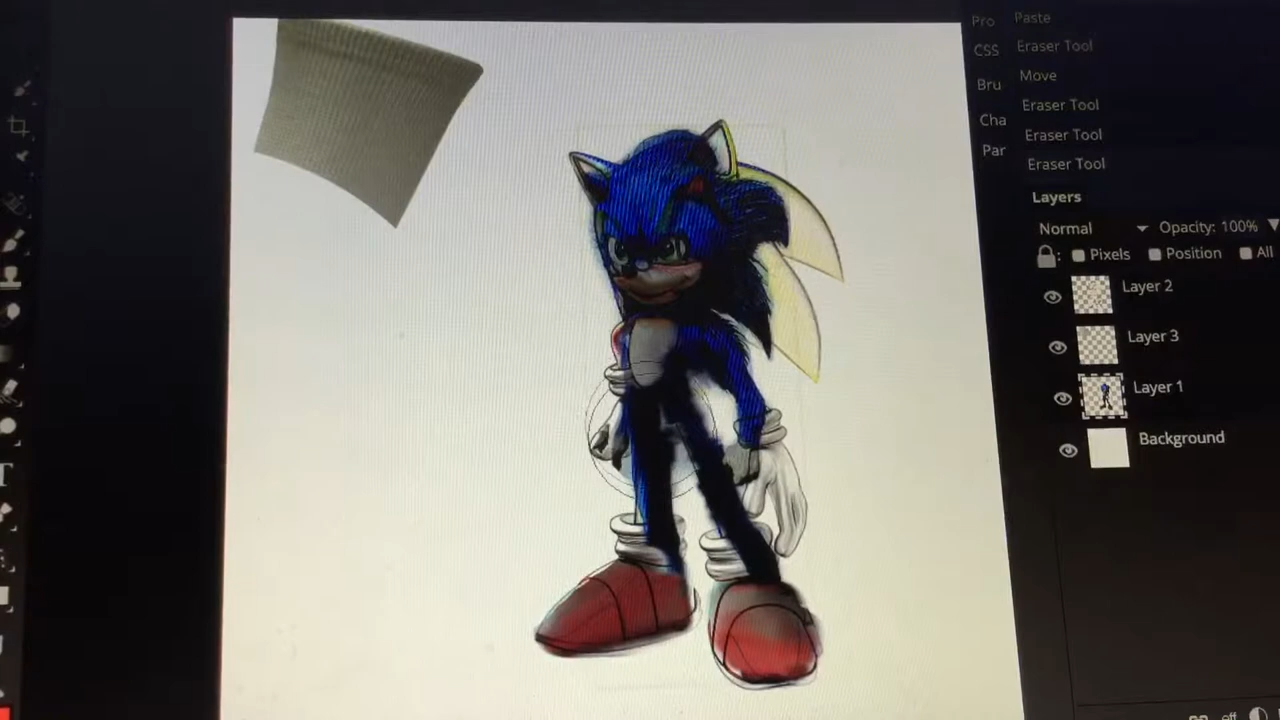 Pro
CSS
Bru
Cha
Par
Paste
Eraser Tool
Move
Eraser Tool
Eraser Tool
Eraser Tool
Layers
Normal Opacity: 100%
Pixels Position All
Layer 2
Layer 3
Layer 1
Background
T
eff